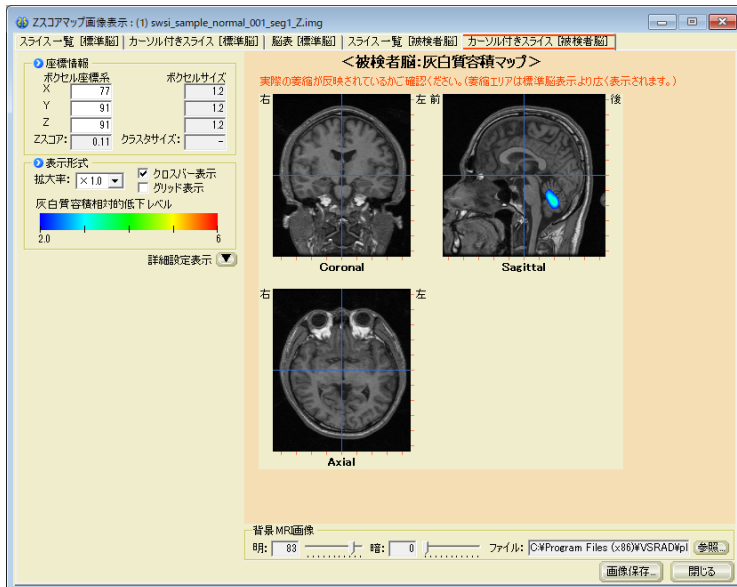 Zスコアマップ画像表示 : (1) swsi_sample_normal_001_seg1_Z.img
スライス一覧 [標準脳] カーソル付きスライス [標準脳] 脳表 [標準脳] スライス一覧 [被検者脳] カーソル付きスライス [被検者脳]
座標情報
ボクセル座標系 ボクセルサイズ
X 77 1.2
Y 91 1.2
Z 91 1.2
Zスコア: 0.11 クラスタサイズ: -
表示形式
拡大率: ×1.0 クロスバー表示
グリッド表示
灰白質容積相対的低下レベル
2.0 6
詳細設定表示
<被検者脳:灰白質容積マップ>
実際の萎縮が反映されているかご確認ください。(萎縮エリアは標準脳表示より広く表示されます。)
右 左 前 後
Coronal Sagittal
右 左
Axial
背景MRI画像
明: 83 暗: 0 ファイル: C:¥Program Files (x86)¥VSRAD¥pl 参照...
画像保存... 閉じる